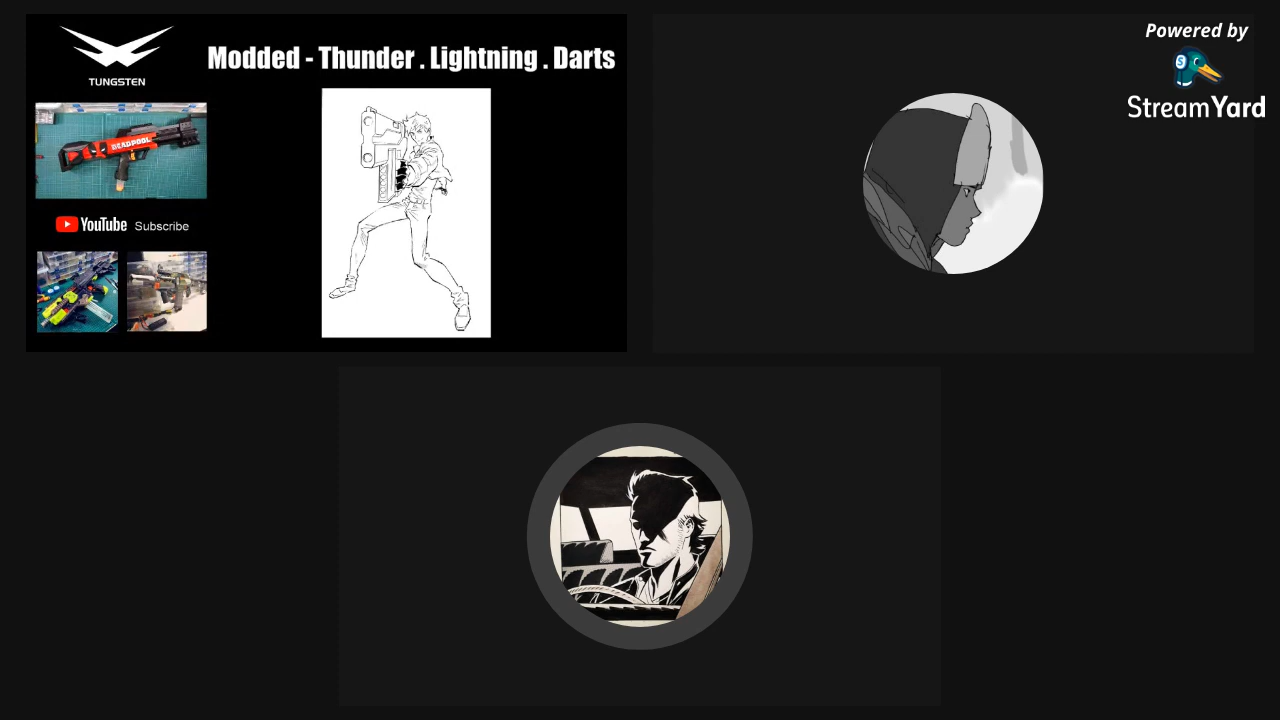 Modded - Thunder . Lightning . Darts
TUNGSTEN
DEADPOOL
YouTube Subscribe
Powered by
StreamYard